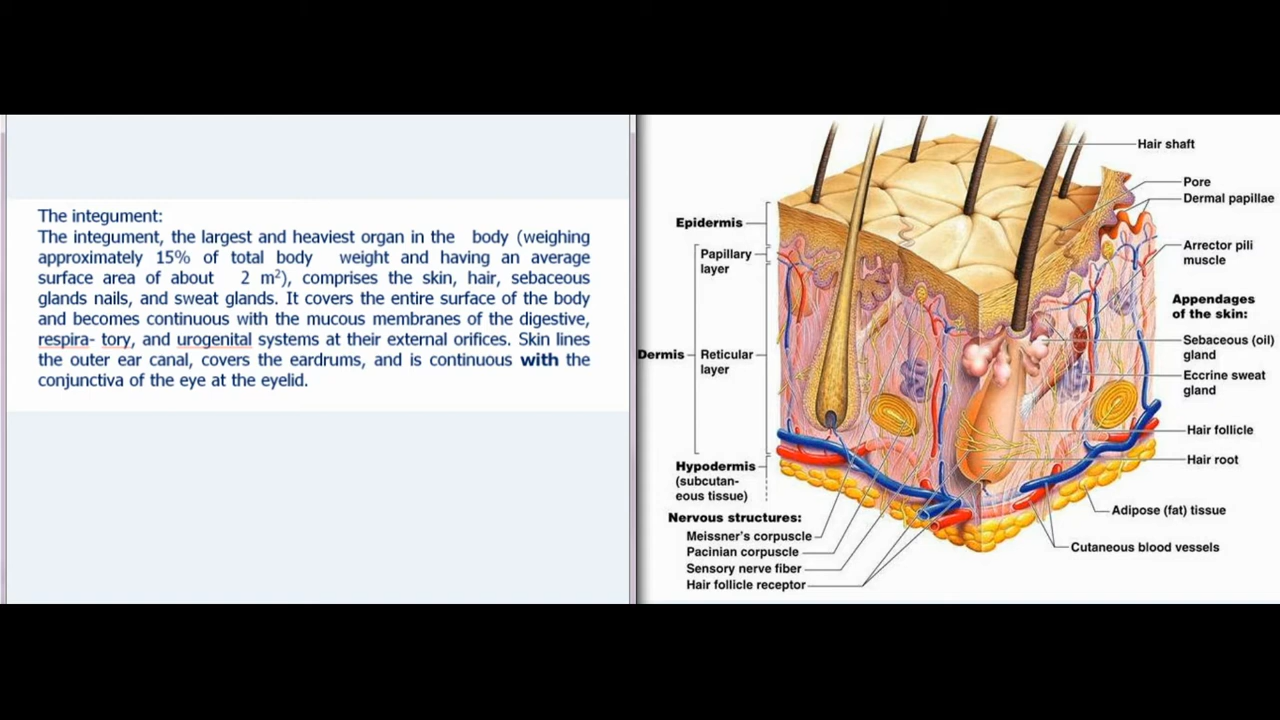 The integument:
The integument, the largest and heaviest organ in the body (weighing
approximately 15% of total body weight and having an average
surface area of about 2 m²), comprises the skin, hair, sebaceous
glands nails, and sweat glands. It covers the entire surface of the body
and becomes continuous with the mucous membranes of the digestive,
respira- tory, and urogenital systems at their external orifices. Skin lines
the outer ear canal, covers the eardrums, and is continuous with the
conjunctiva of the eye at the eyelid.
Epidermis
Papillary
layer
Dermis
Reticular
layer
Hypodermis
(subcutan-
eous tissue)
Nervous structures:
Meissner's corpuscle
Pacinian corpuscle
Sensory nerve fiber
Hair follicle receptor
Hair shaft
Pore
Dermal papillae
Arrector pili
muscle
Appendages
of the skin:
Sebaceous (oil)
gland
Eccrine sweat
gland
Hair follicle
Hair root
Adipose (fat) tissue
Cutaneous blood vessels